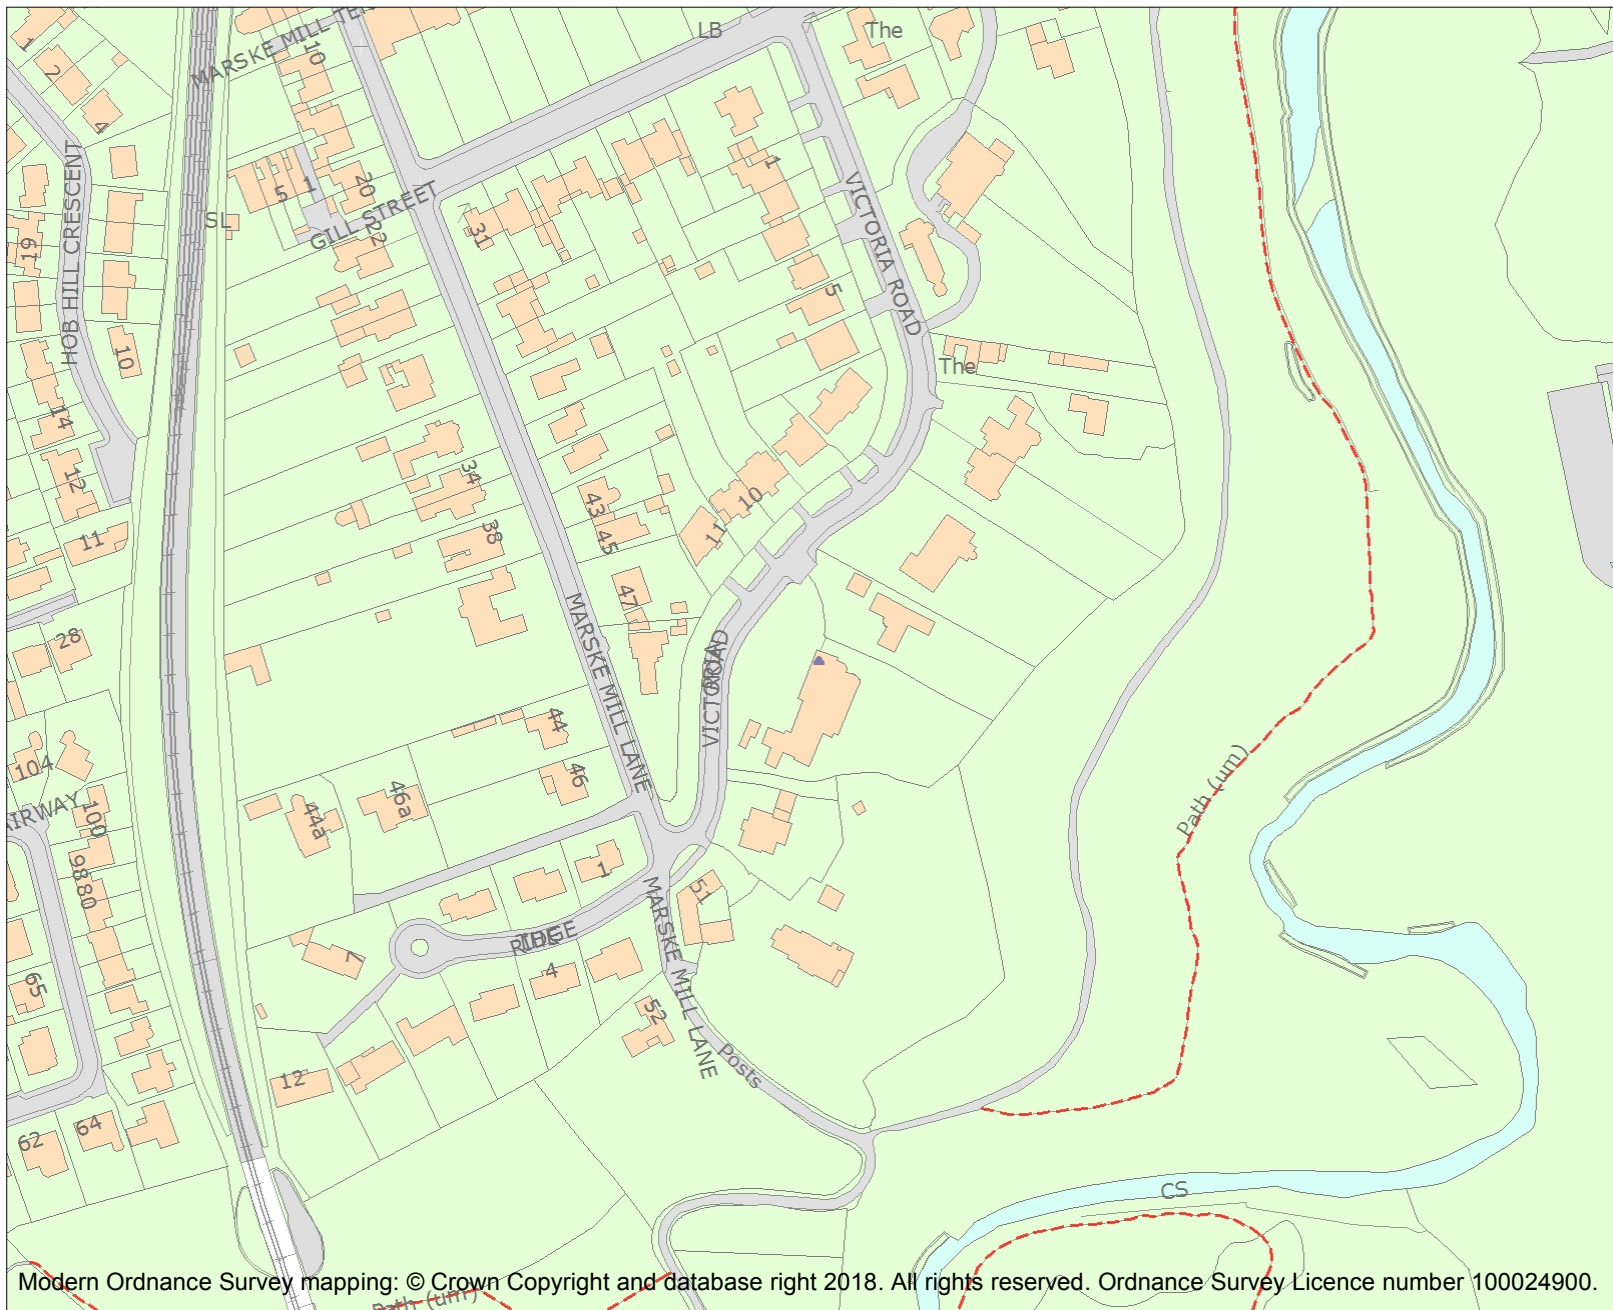 MARSKE MILL TER
LB
The
1
2
4
10
HOB HILL CRESCENT
5
1
20
SL
GILL STREET
22
31
1
VICTORIA ROAD
19
5
10
The
14
12
34
11
38
43
45
10
11
47
MARSKE MILL LANE
VICTORIA
ROAD
28
44
46
46a
44a
104
AIRWAY
100
98
80
Path (um)
1
51
THE
RIDGE
MARSKE MILL LANE
7
4
65
52
Posts
12
62
64
CS
Path (um)
Modern Ordnance Survey mapping: © Crown Copyright and database right 2018. All rights reserved. Ordnance Survey Licence number 100024900.